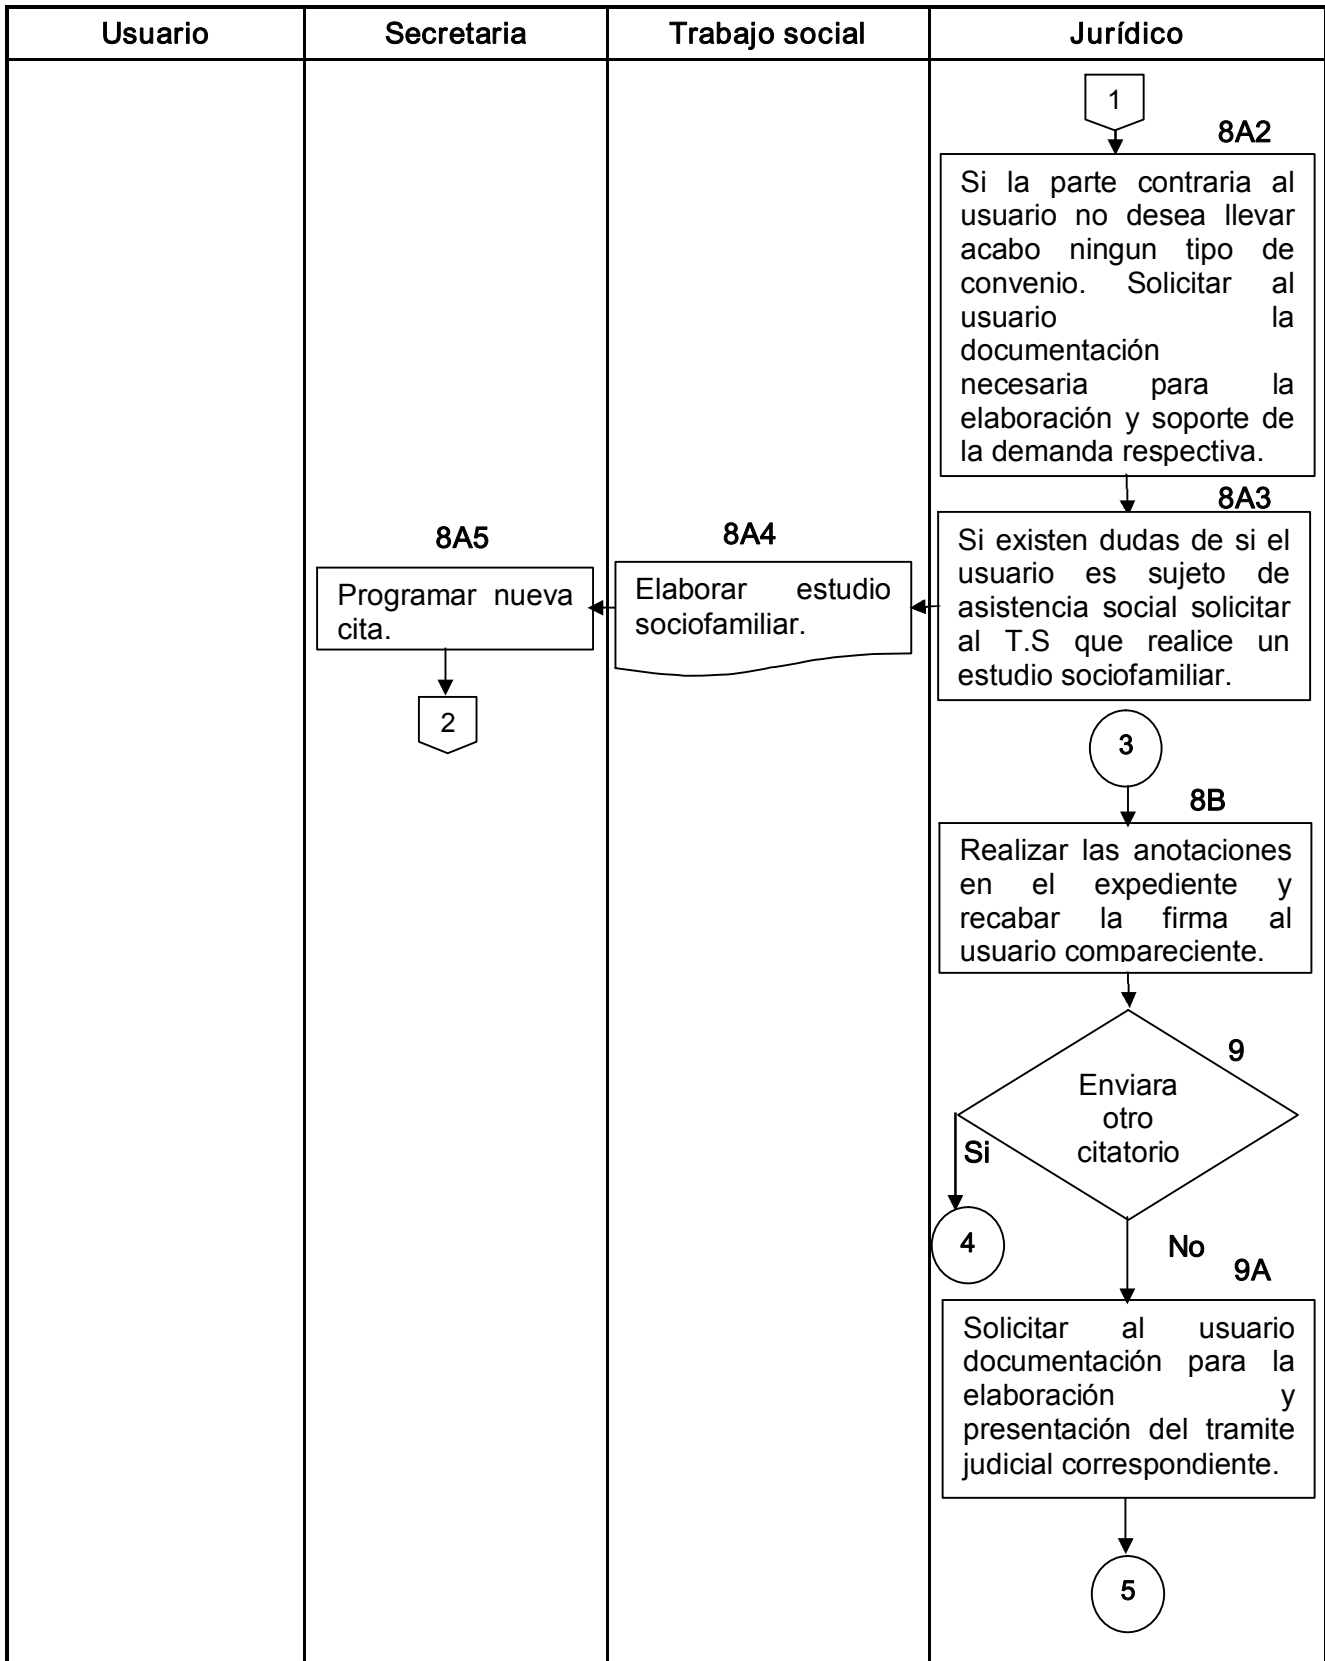 Usuario
Secretaria
Trabajo social
Jurídico
1
8A2
Si la parte contraria al
usuario no desea llevar
acabo ningun tipo de
convenio. Solicitar al
usuario la
documentación
necesaria para la
elaboración y soporte de
la demanda respectiva.
8A3
Si existen dudas de si el
usuario es sujeto de
asistencia social solicitar
al T.S que realice un
estudio sociofamiliar.
8A4
Elaborar estudio
sociofamiliar.
8A5
Programar nueva
cita.
2
3
8B
Realizar las anotaciones
en el expediente y
recabar la firma al
usuario compareciente.
9
Enviara
otro
citatorio
Si
4
No
9A
Solicitar al usuario
documentación para la
elaboración y
presentación del tramite
judicial correspondiente.
5